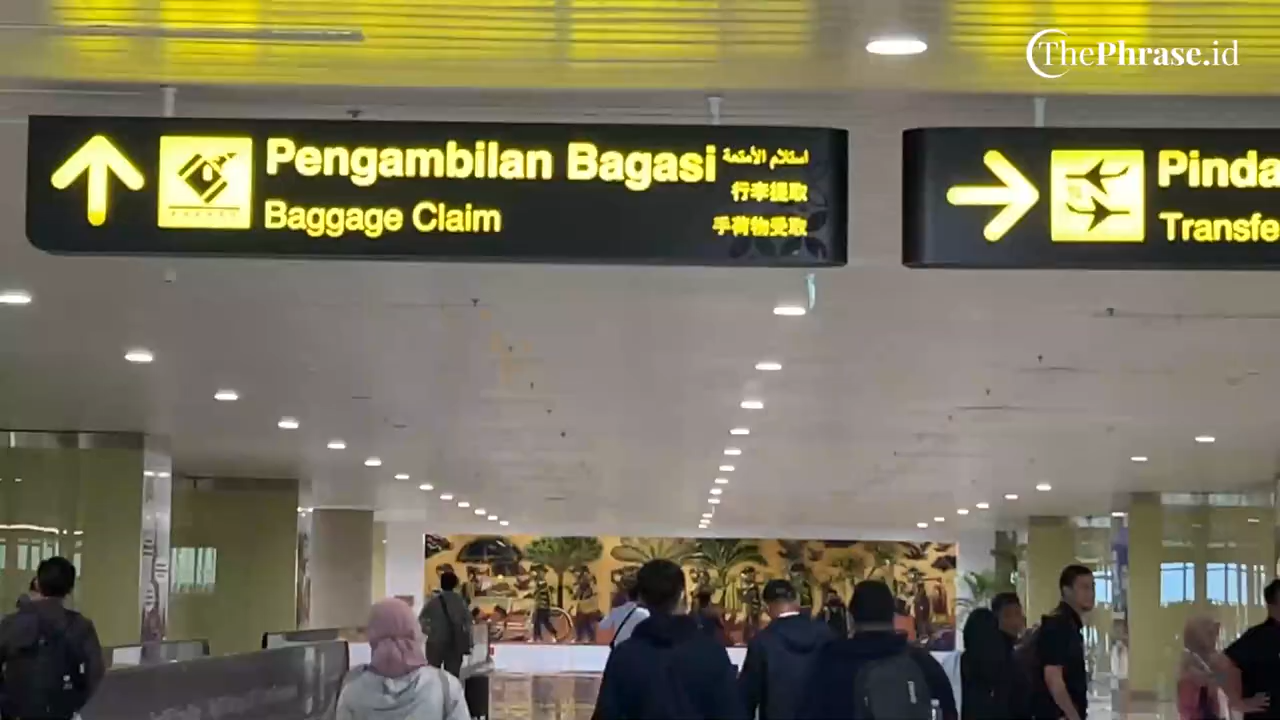 ThePhrase.id
Pengambilan Bagasi
Baggage Claim
استلام الأمتعة
行李提取
手荷物受取
Pinda
Transfe